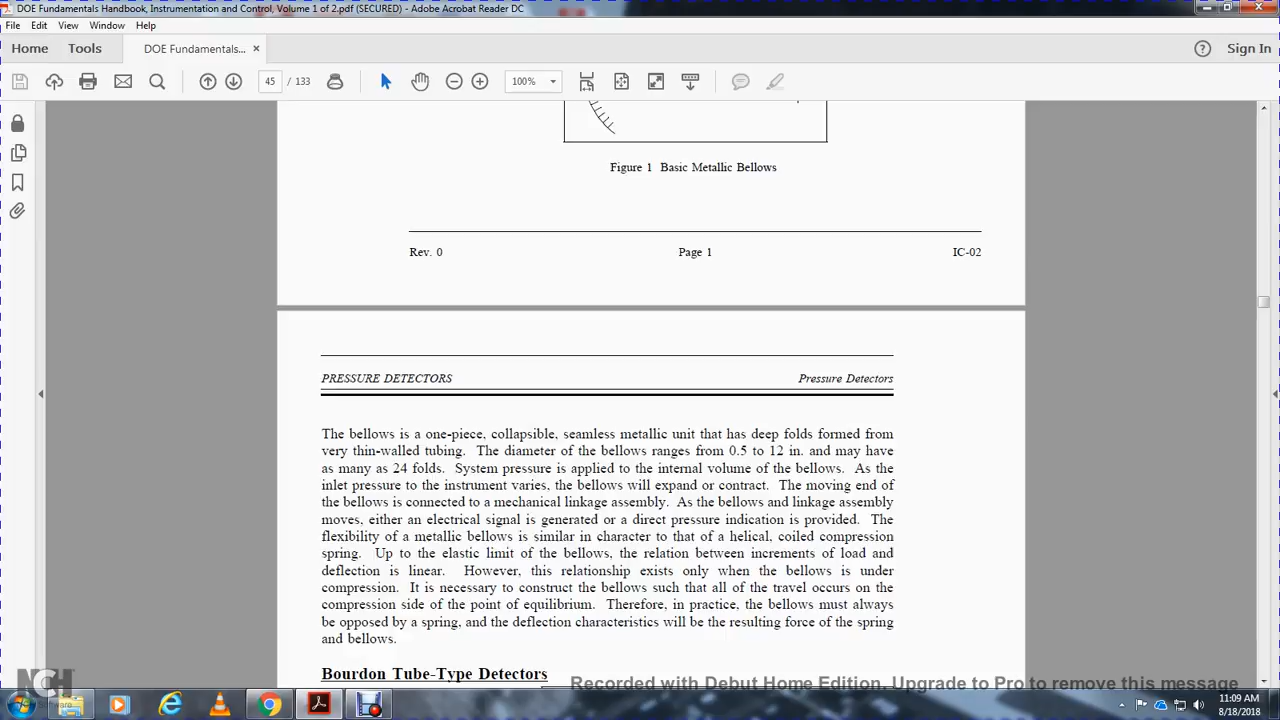 DOE Fundamentals Handbook, Instrumentation and Control, Volume 1 of 2.pdf (SECURED) - Adobe Acrobat Reader DC
File Edit View Window Help
Home Tools DOE Fundamentals... × Sign In
45 / 133 100%
Figure 1 Basic Metallic Bellows
Rev. 0 Page 1 IC-02
PRESSURE DETECTORS Pressure Detectors
The bellows is a one-piece, collapsible, seamless metallic unit that has deep folds formed from
very thin-walled tubing. The diameter of the bellows ranges from 0.5 to 12 in. and may have
as many as 24 folds. System pressure is applied to the internal volume of the bellows. As the
inlet pressure to the instrument varies, the bellows will expand or contract. The moving end of
the bellows is connected to a mechanical linkage assembly. As the bellows and linkage assembly
moves, either an electrical signal is generated or a direct pressure indication is provided. The
flexibility of a metallic bellows is similar in character to that of a helical, coiled compression
spring. Up to the elastic limit of the bellows, the relation between increments of load and
deflection is linear. However, this relationship exists only when the bellows is under
compression. It is necessary to construct the bellows such that all of the travel occurs on the
compression side of the point of equilibrium. Therefore, in practice, the bellows must always
be opposed by a spring, and the deflection characteristics will be the resulting force of the spring
and bellows.
Bourdon Tube-Type Detectors
Recorded with Debut Home Edition. Upgrade to Pro to remove this message
NCH
Software
11:09 AM
8/18/2018